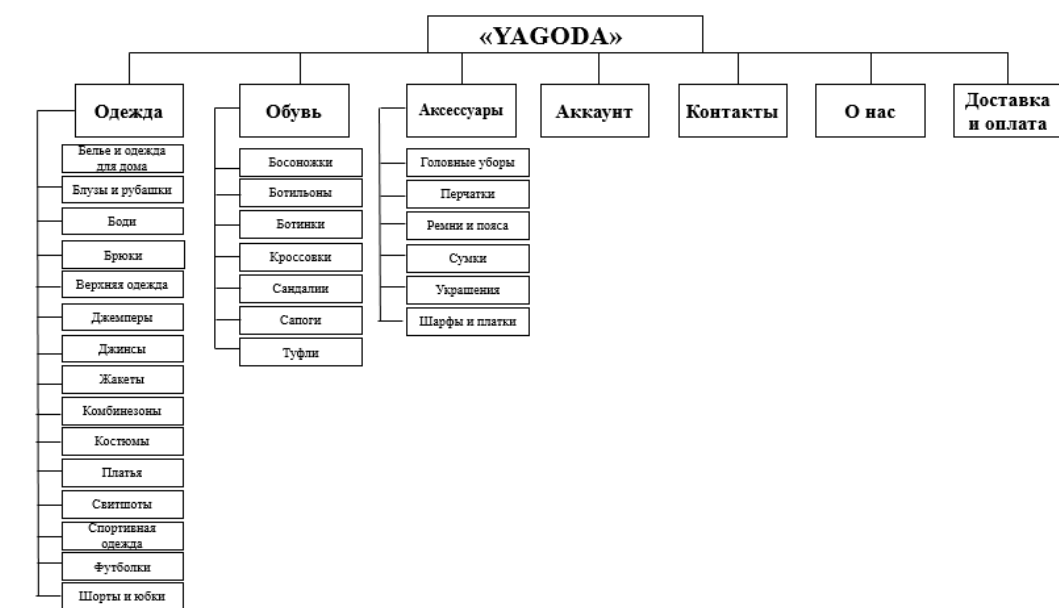 «YAGODA»
Одежда
Белье и одежда
для дома
Блузы и рубашки
Боди
Брюки
Верхняя одежда
Джемперы
Джинсы
Жакеты
Комбинезоны
Костюмы
Платья
Свитшоты
Спортивная
одежда
Футболки
Шорты и юбки
Обувь
Босоножки
Ботильоны
Ботинки
Кроссовки
Сандалии
Сапоги
Туфли
Аксессуары
Головные уборы
Перчатки
Ремни и пояса
Сумки
Украшения
Шарфы и платки
Аккаунт
Контакты
О нас
Доставка
и оплата